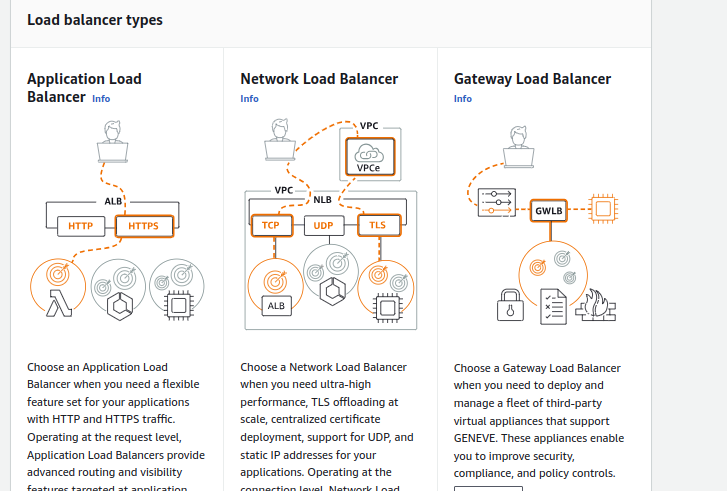 Load balancer types
Application Load
Balancer Info
ALB
HTTP
HTTPS
Choose an Application Load
Balancer when you need a flexible
feature set for your applications
with HTTP and HTTPS traffic.
Operating at the request level,
Application Load Balancers provide
advanced routing and visibility
features targeted at application
Network Load Balancer
Info
VPC
VPCe
VPC
NLB
TCP
UDP
TLS
ALB
Choose a Network Load Balancer
when you need ultra-high
performance, TLS offloading at
scale, centralized certificate
deployment, support for UDP, and
static IP addresses for your
applications. Operating at the
connection level, Network Load
Gateway Load Balancer
Info
GWLB
Choose a Gateway Load Balancer
when you need to deploy and
manage a fleet of third-party
virtual appliances that support
GENEVE. These appliances enable
you to improve security,
compliance, and policy controls.